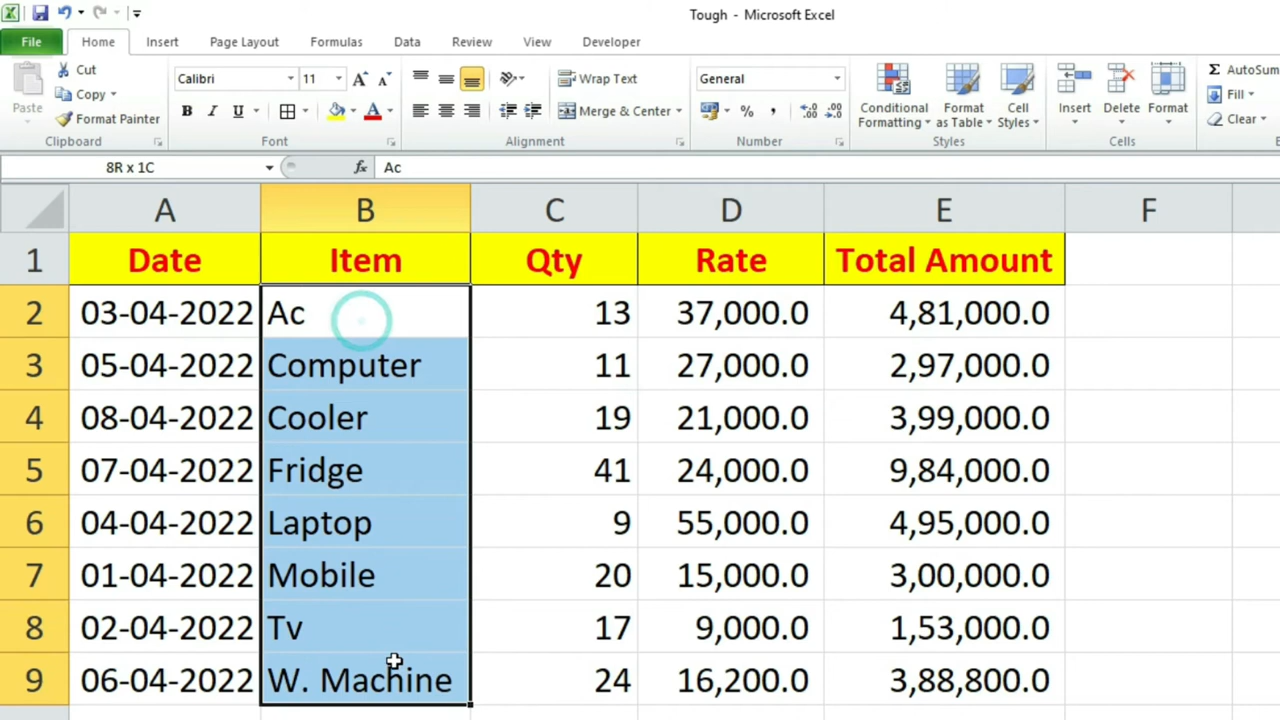 Tough - Microsoft Excel
File Home Insert Page Layout Formulas Data Review View Developer
Paste Cut Copy Format Painter
Clipboard
Calibri 11 A A
B I U A
Font
Wrap Text
Merge & Center
Alignment
General
% , .0 .00 .00 .0
Number
Conditional Formatting Format as Table Cell Styles
Styles
Insert Delete Format
Cells
Σ AutoSum
Fill
Clear
8R x 1C fx Ac
A B C D E F
1 Date Item Qty Rate Total Amount
2 03-04-2022 Ac 13 37,000.0 4,81,000.0
3 05-04-2022 Computer 11 27,000.0 2,97,000.0
4 08-04-2022 Cooler 19 21,000.0 3,99,000.0
5 07-04-2022 Fridge 41 24,000.0 9,84,000.0
6 04-04-2022 Laptop 9 55,000.0 4,95,000.0
7 01-04-2022 Mobile 20 15,000.0 3,00,000.0
8 02-04-2022 Tv 17 9,000.0 1,53,000.0
9 06-04-2022 W. Machine 24 16,200.0 3,88,800.0